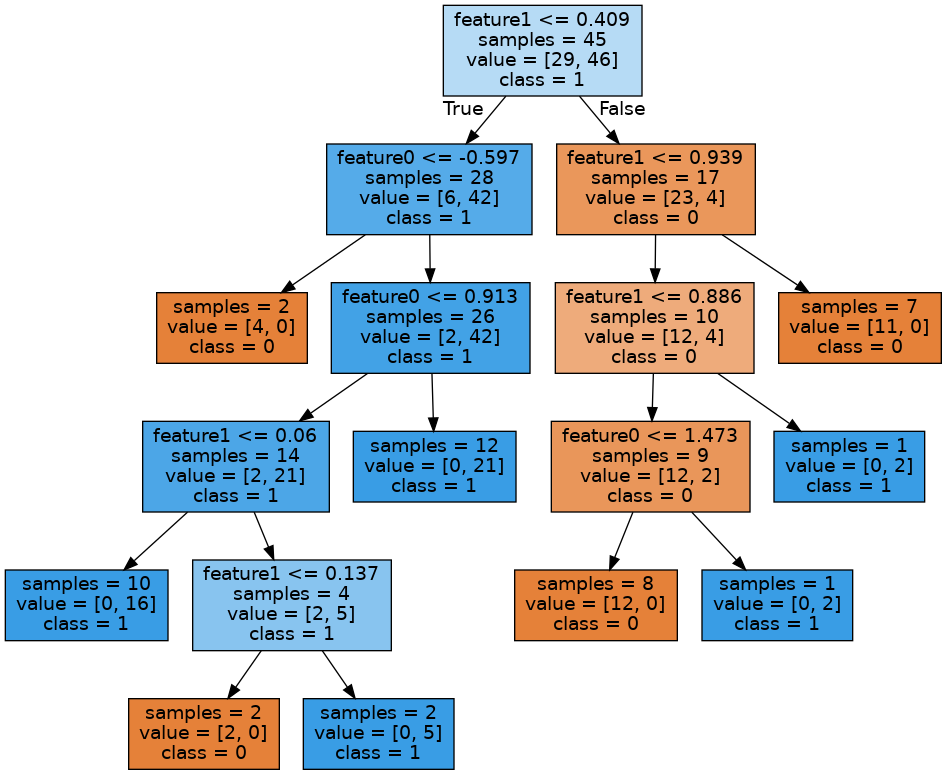 feature1 <= 0.409
samples = 45
value = [29, 46]
class = 1
True
False
feature0 <= -0.597
samples = 28
value = [6, 42]
class = 1
feature1 <= 0.939
samples = 17
value = [23, 4]
class = 0
samples = 2
value = [4, 0]
class = 0
feature0 <= 0.913
samples = 26
value = [2, 42]
class = 1
feature1 <= 0.886
samples = 10
value = [12, 4]
class = 0
samples = 7
value = [11, 0]
class = 0
feature1 <= 0.06
samples = 14
value = [2, 21]
class = 1
samples = 12
value = [0, 21]
class = 1
feature0 <= 1.473
samples = 9
value = [12, 2]
class = 0
samples = 1
value = [0, 2]
class = 1
samples = 10
value = [0, 16]
class = 1
feature1 <= 0.137
samples = 4
value = [2, 5]
class = 1
samples = 8
value = [12, 0]
class = 0
samples = 1
value = [0, 2]
class = 1
samples = 2
value = [2, 0]
class = 0
samples = 2
value = [0, 5]
class = 1